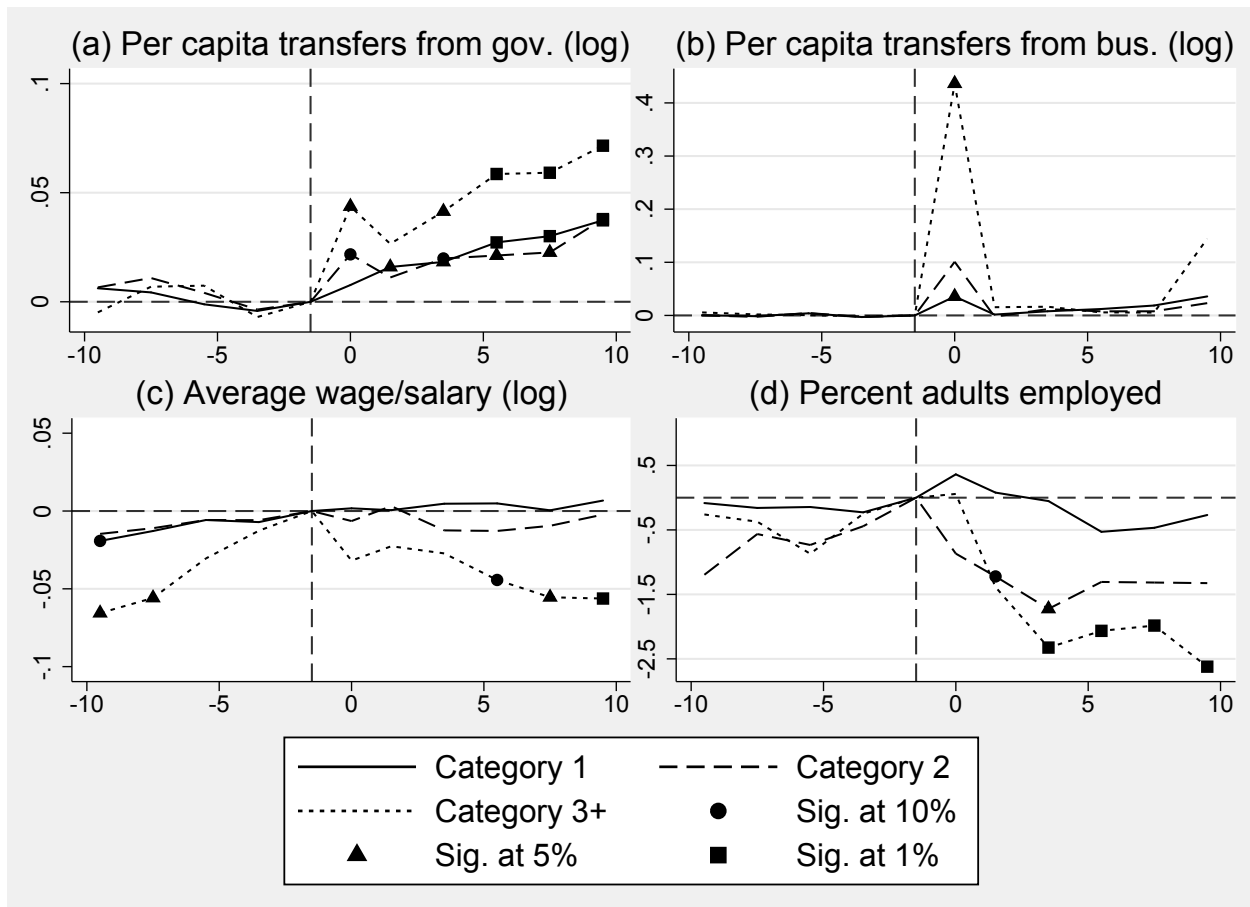 (a) Per capita transfers from gov. (log)
.1
.05
0
-10 -5 0 5 10
(b) Per capita transfers from bus. (log)
.4
.3
.2
.1
0
-10 -5 0 5 10
(c) Average wage/salary (log)
.05
0
-.05
-.1
-10 -5 0 5 10
(d) Percent adults employed
.5
-.5
-1.5
-2.5
-10 -5 0 5 10
Category 1 Category 2
Category 3+ Sig. at 10%
Sig. at 5% Sig. at 1%